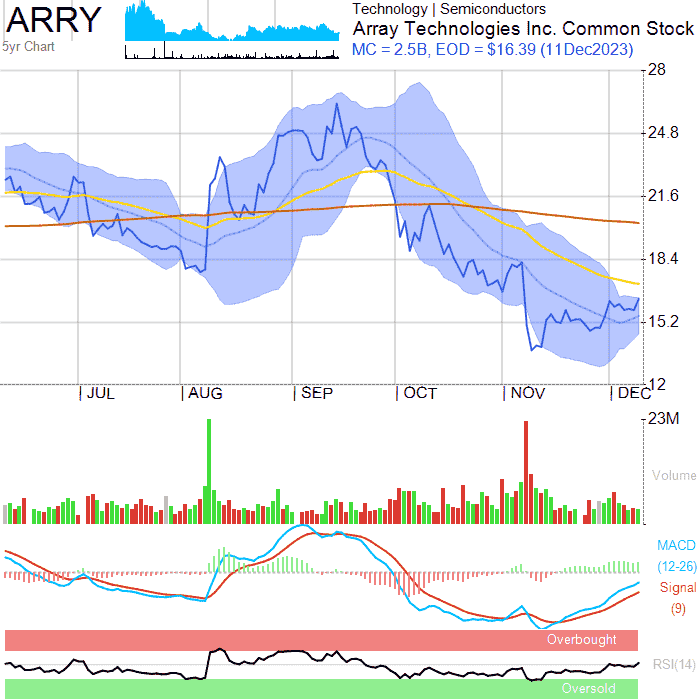 ARRY
5yr Chart
Technology | Semiconductors
Array Technologies Inc. Common Stock
MC = 2.5B, EOD = $16.39 (11Dec2023)
28
24.8
21.6
18.4
15.2
12
JUL
AUG
SEP
OCT
NOV
DEC
23M
Volume
MACD
(12-26)
Signal
(9)
Overbought
RSI(14)
Oversold